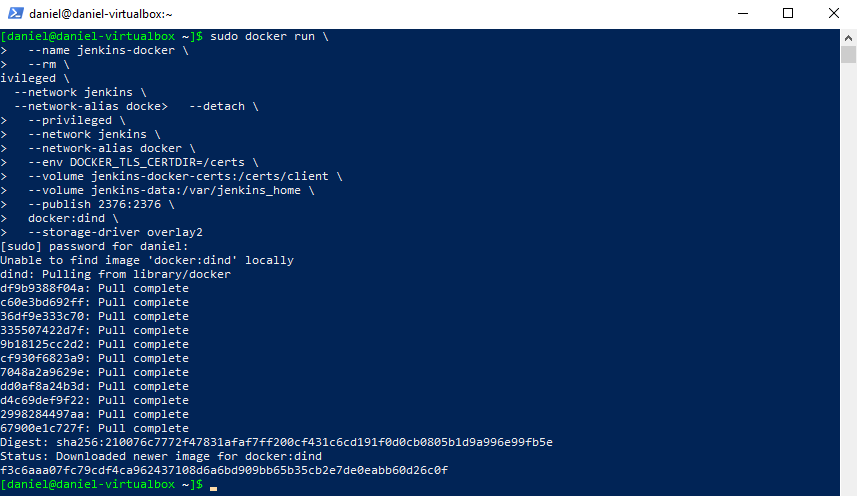 daniel@daniel-virtualbox:~
[daniel@daniel-virtualbox ~]$ sudo docker run \
>   --name jenkins-docker \
>   --rm \
ivileged \
  --network jenkins \
  --network-alias docke>   --detach \
>   --privileged \
>   --network jenkins \
>   --network-alias docker \
>   --env DOCKER_TLS_CERTDIR=/certs \
>   --volume jenkins-docker-certs:/certs/client \
>   --volume jenkins-data:/var/jenkins_home \
>   --publish 2376:2376 \
>   docker:dind \
>   --storage-driver overlay2
[sudo] password for daniel:
Unable to find image 'docker:dind' locally
dind: Pulling from library/docker
df9b9388f04a: Pull complete
c60e3bd692ff: Pull complete
36df9e333c70: Pull complete
335507422d7f: Pull complete
9b18125cc2d2: Pull complete
cf930f6823a9: Pull complete
7048a2a9629e: Pull complete
dd0af8a24b3d: Pull complete
d4c69def9f22: Pull complete
2998284497aa: Pull complete
67900e1c727f: Pull complete
Digest: sha256:210076c7772f47831afaf7ff200cf431c6cd191f0d0cb0805b1d9a996e99fb5e
Status: Downloaded newer image for docker:dind
f3c6aaa07fc79cdf4ca962437108d6a6bd909bb65b35cb2e7de0eabb60d26c0f
[daniel@daniel-virtualbox ~]$